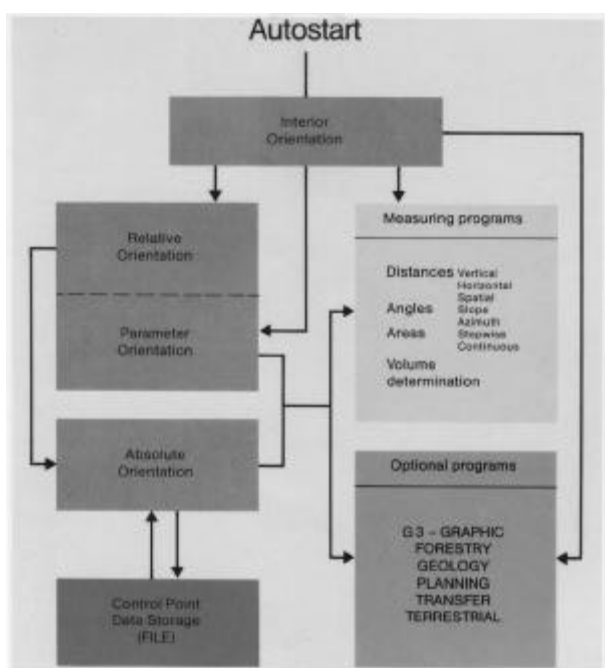 Autostart
Interior
Orientation
Relative
Orientation
Parameter
Orientation
Absolute
Orientation
Control Point
Data Storage
(FILE)
Measuring programs
Distances Vertical
Horizontal
Spatial
Angles Slope
Azimuth
Areas Stepwise
Continuous
Volume
determination
Optional programs
G3 – GRAPHIC
FORESTRY
GEOLOGY
PLANNING
TRANSFER
TERRESTRIAL